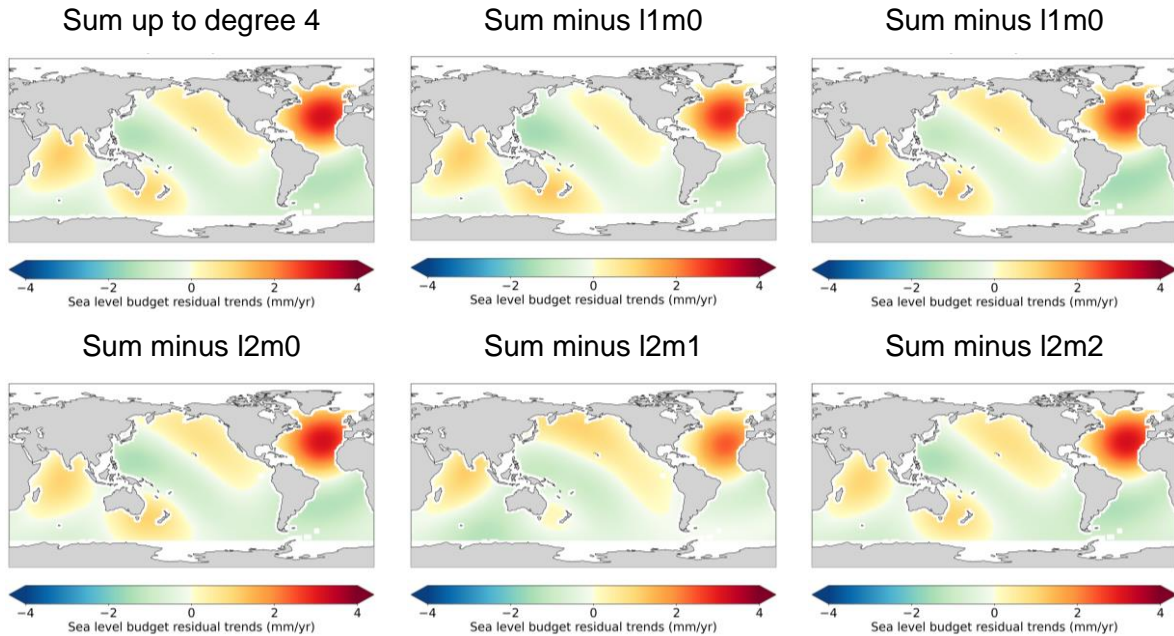 Sum up to degree 4
Sum minus l1m0
Sum minus l1m0
−4 −2 0 2 4
Sea level budget residual trends (mm/yr)
−4 −2 0 2 4
Sea level budget residual trends (mm/yr)
−4 −2 0 2 4
Sea level budget residual trends (mm/yr)
Sum minus l2m0
Sum minus l2m1
Sum minus l2m2
−4 −2 0 2 4
Sea level budget residual trends (mm/yr)
−4 −2 0 2 4
Sea level budget residual trends (mm/yr)
−4 −2 0 2 4
Sea level budget residual trends (mm/yr)